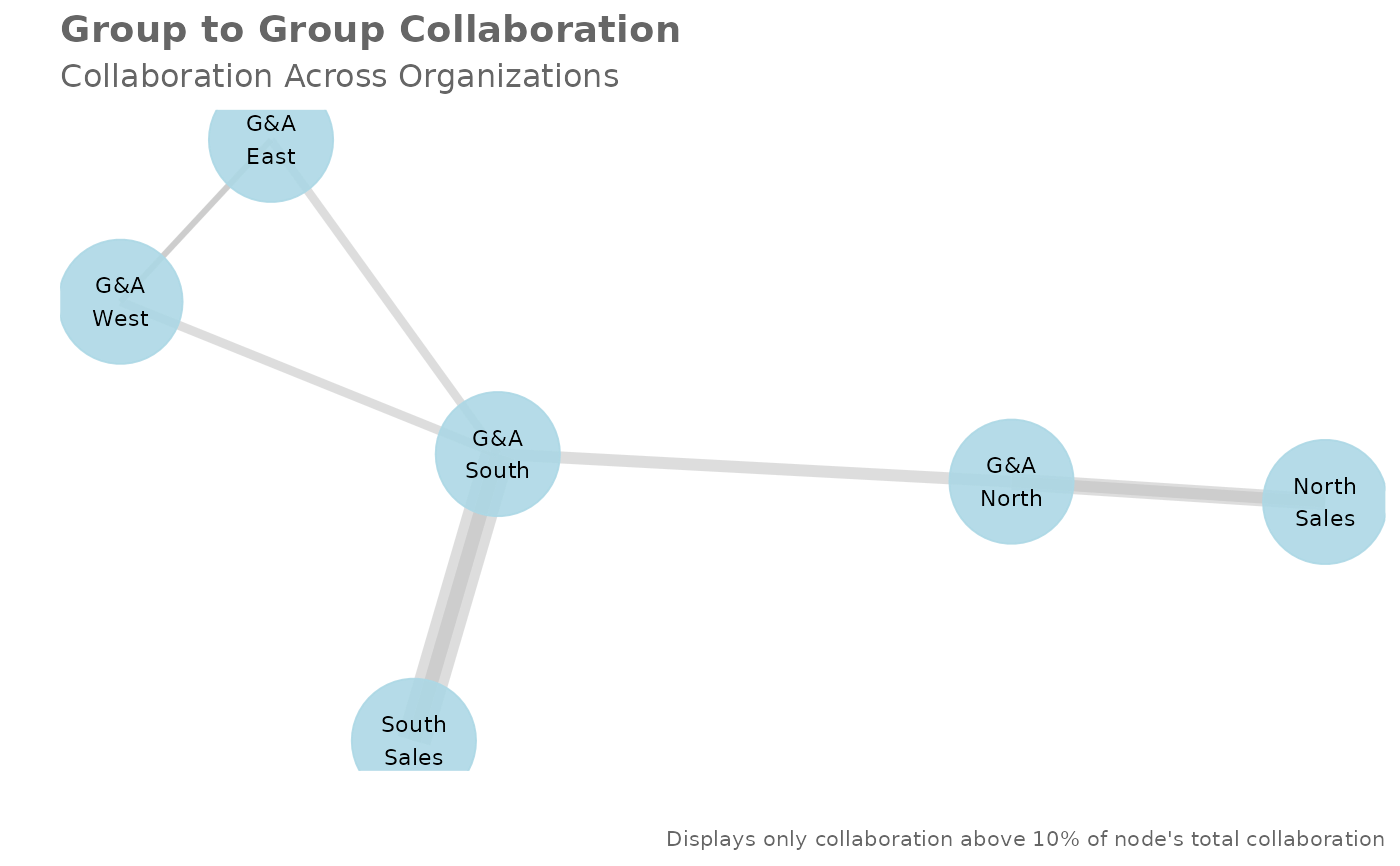 Group to Group Collaboration
Collaboration Across Organizations
G&A
East
G&A
West
G&A
South
G&A
North
North
Sales
South
Sales
Displays only collaboration above 10% of node's total collaboration